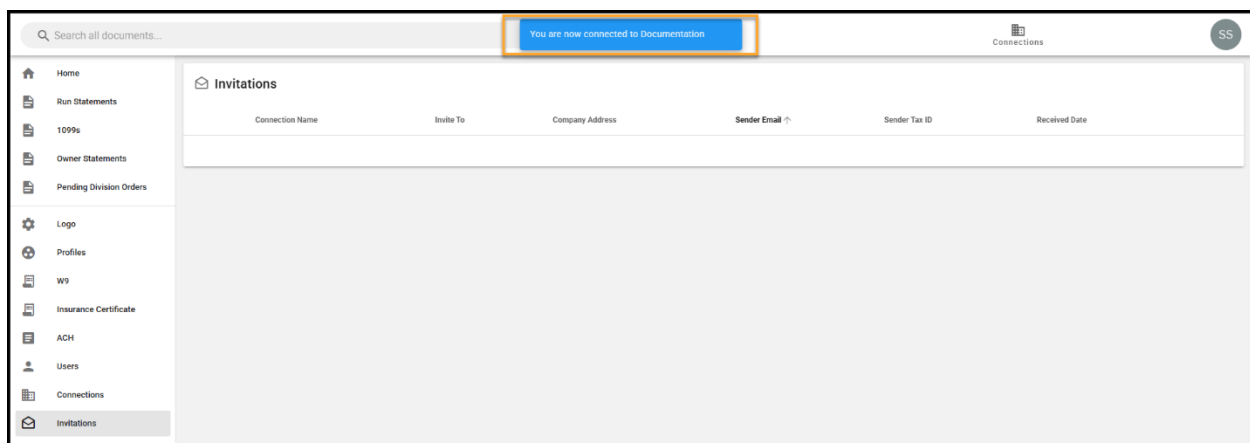 Search all documents...
You are now connected to Documentation
Connections
SS
Home
Run Statements
1099s
Owner Statements
Pending Division Orders
Logo
Profiles
W9
Insurance Certificate
ACH
Users
Connections
Invitations
Invitations
Connection Name Invite To Company Address Sender Email Sender Tax ID Received Date